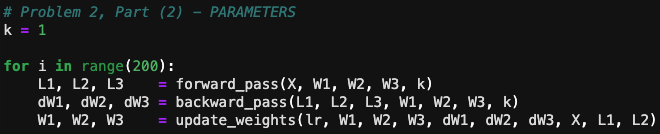 # Problem 2, Part (2) - PARAMETERS
k = 1
for i in range(200):
    L1, L2, L3    = forward_pass(X, W1, W2, W3, k)
    dW1, dW2, dW3 = backward_pass(L1, L2, L3, W1, W2, W3, k)
    W1, W2, W3    = update_weights(lr, W1, W2, W3, dW1, dW2, dW3, X, L1, L2)